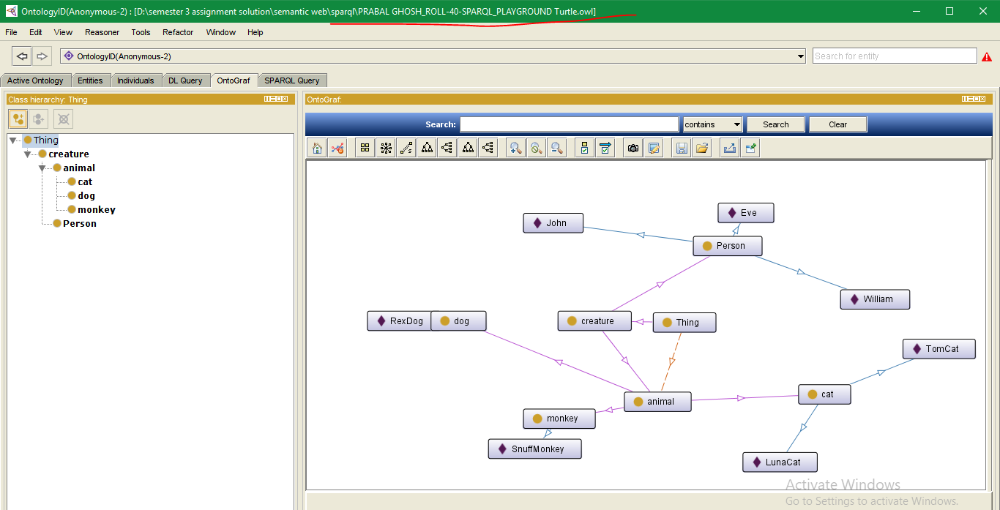 OntologyID(Anonymous-2) : [D:\semester 3 assignment solution\semantic web\sparql\PRABAL GHOSH_ROLL-40-SPARQL_PLAYGROUND Turtle.owl]
File Edit View Reasoner Tools Refactor Window Help
OntologyID(Anonymous-2) Search for entity
Active Ontology Entities Individuals DL Query OntoGraf SPARQL Query
Class hierarchy: Thing
Thing
creature
animal
cat
dog
monkey
Person
OntoGraf:
Search: contains Search Clear
Eve
John
Person
William
RexDog dog creature Thing
TomCat
cat
animal
monkey
SnuffMonkey
LunaCat
Activate Windows
Go to Settings to activate Windows.